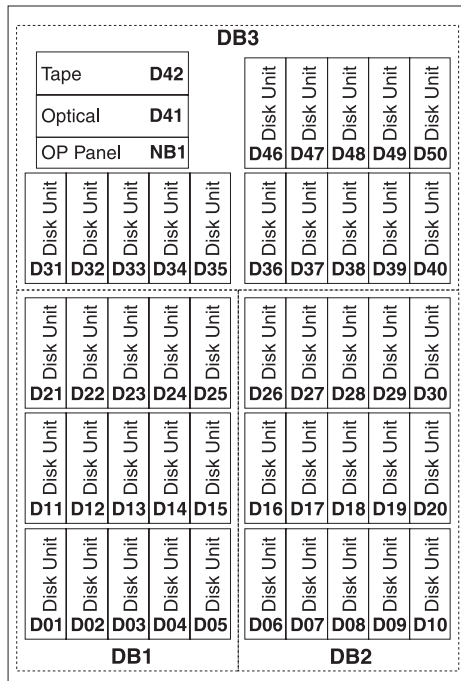 DB3
Tape D42
Optical D41
OP Panel NB1
Disk Unit Disk Unit Disk Unit Disk Unit Disk Unit
D46 D47 D48 D49 D50
Disk Unit Disk Unit Disk Unit Disk Unit Disk Unit Disk Unit Disk Unit Disk Unit Disk Unit Disk Unit
D31 D32 D33 D34 D35 D36 D37 D38 D39 D40
Disk Unit Disk Unit Disk Unit Disk Unit Disk Unit Disk Unit Disk Unit Disk Unit Disk Unit Disk Unit
D21 D22 D23 D24 D25 D26 D27 D28 D29 D30
Disk Unit Disk Unit Disk Unit Disk Unit Disk Unit Disk Unit Disk Unit Disk Unit Disk Unit Disk Unit
D11 D12 D13 D14 D15 D16 D17 D18 D19 D20
Disk Unit Disk Unit Disk Unit Disk Unit Disk Unit Disk Unit Disk Unit Disk Unit Disk Unit Disk Unit
D01 D02 D03 D04 D05 D06 D07 D08 D09 D10
DB1 DB2